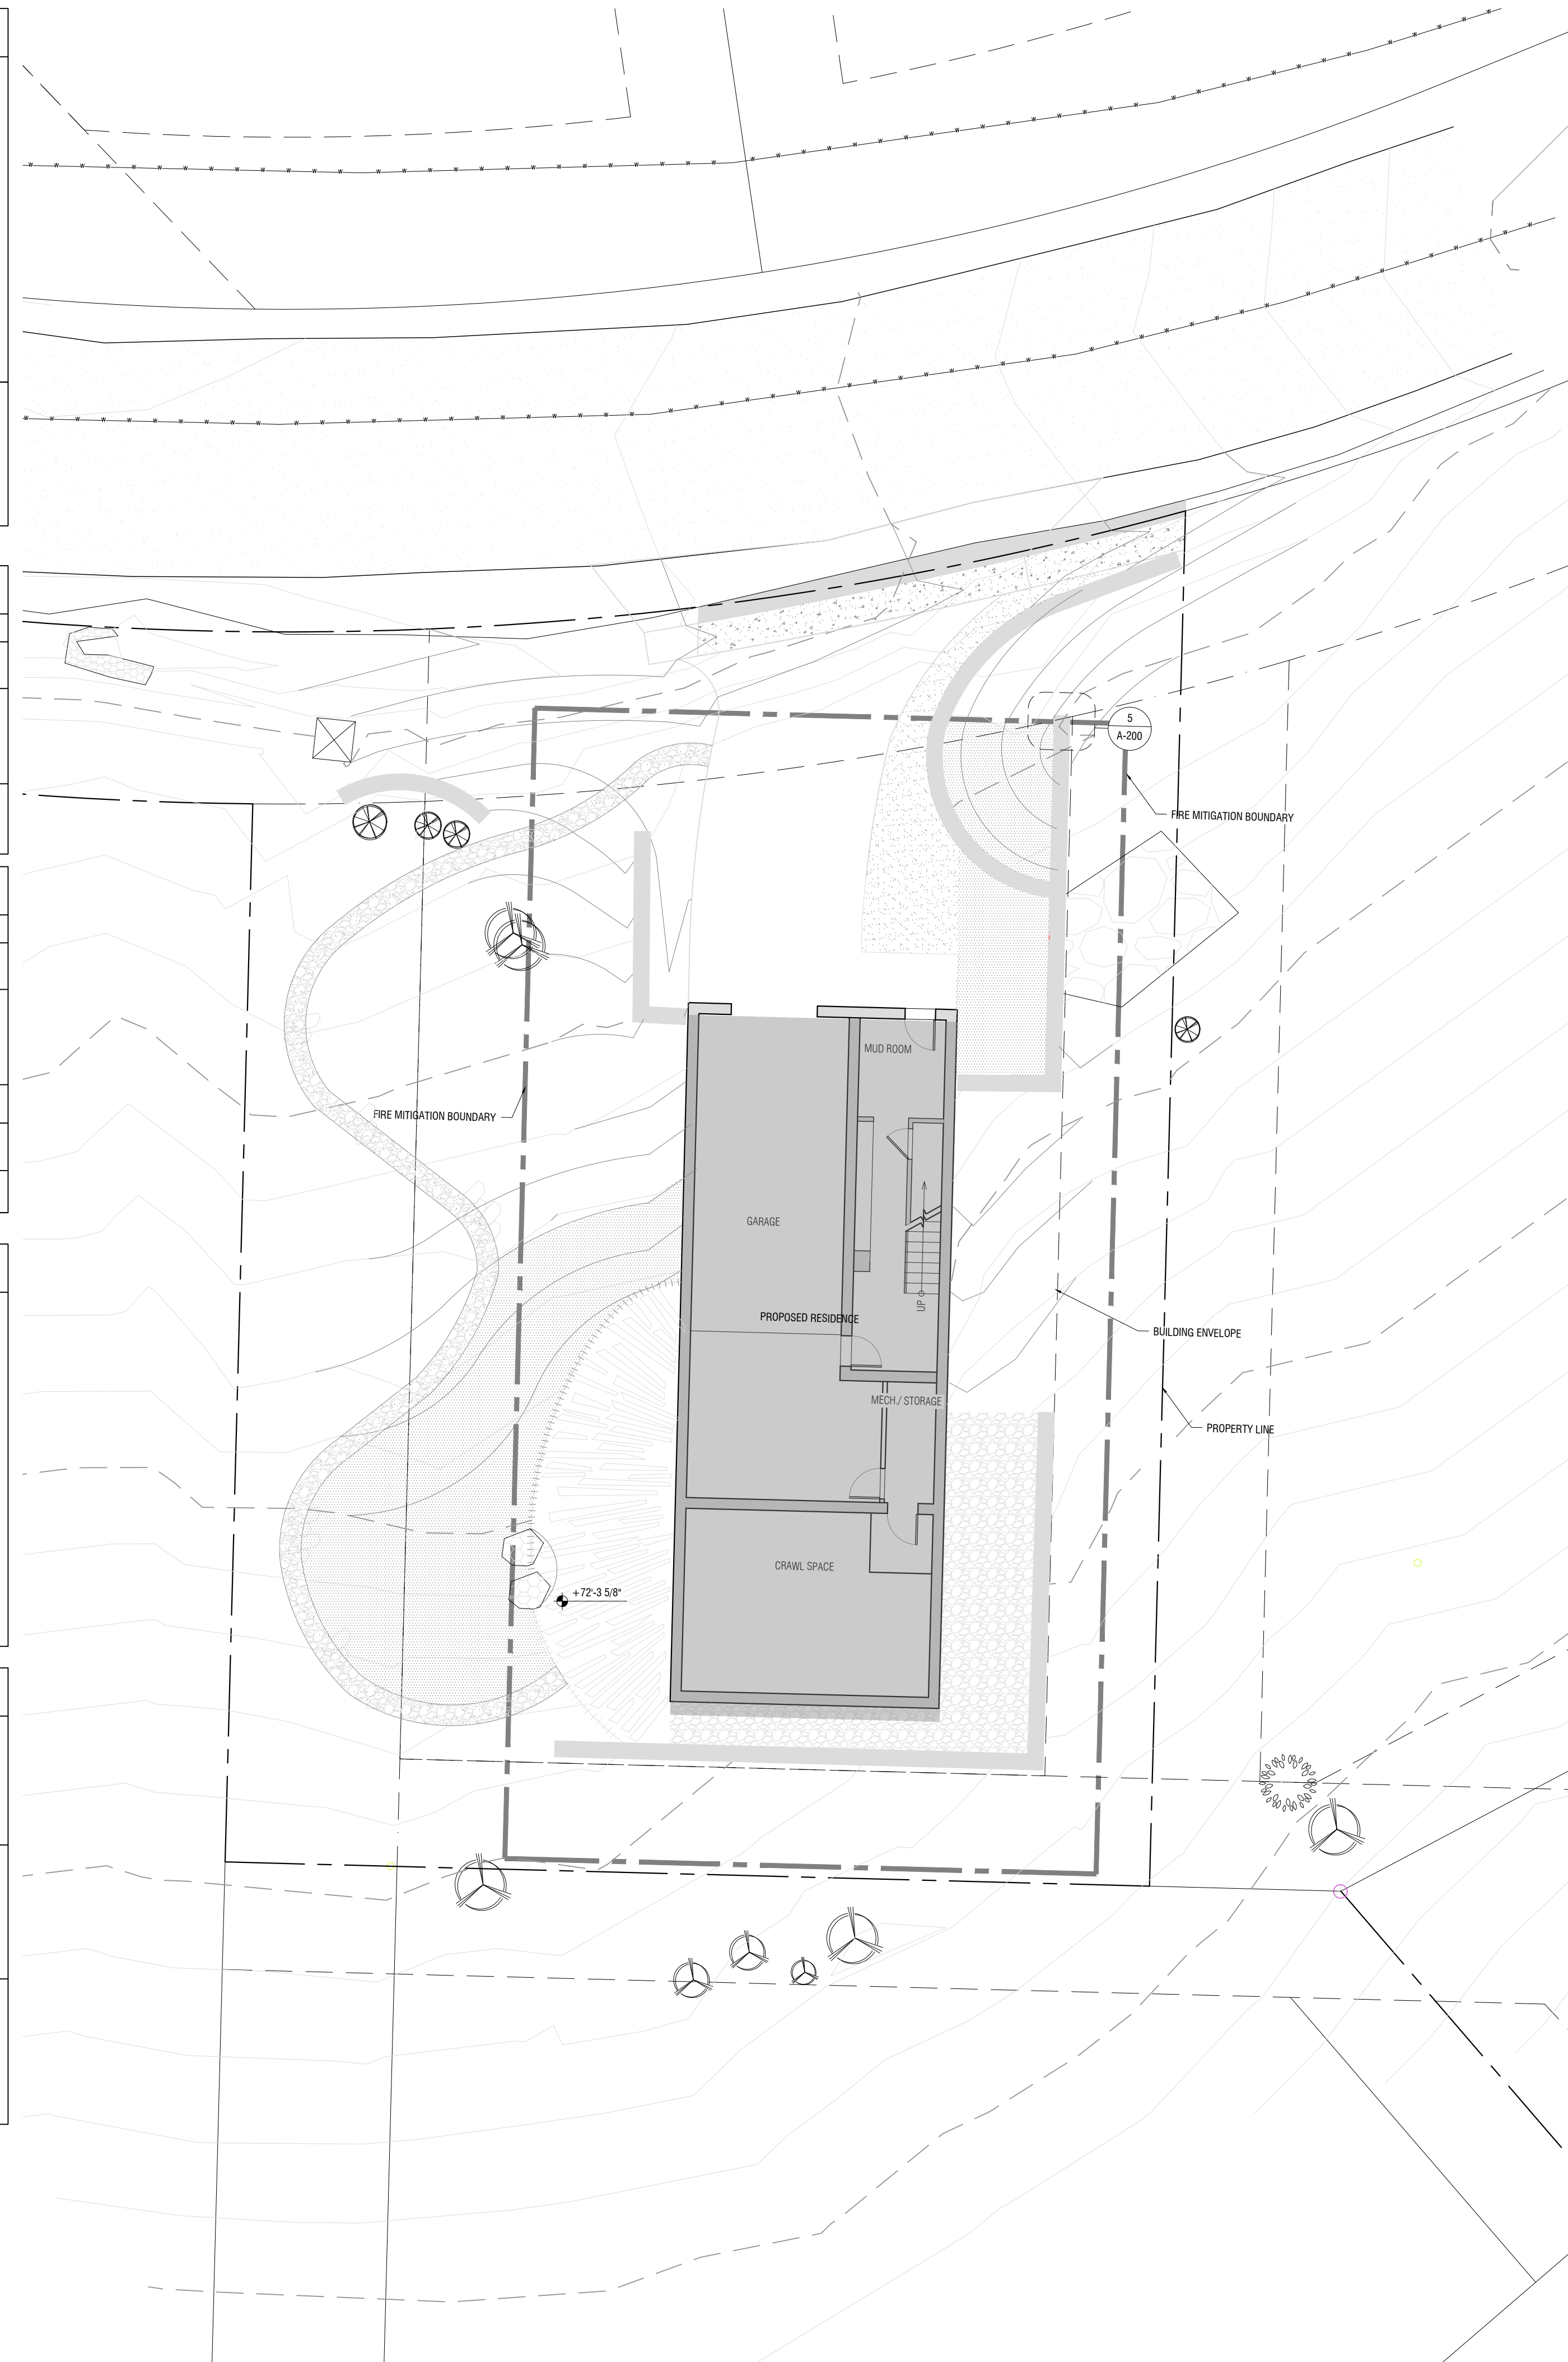 5
A-200
FIRE MITIGATION BOUNDARY
MUD ROOM
FIRE MITIGATION BOUNDARY
GARAGE
UP
PROPOSED RESIDENCE
BUILDING ENVELOPE
MECH./ STORAGE
PROPERTY LINE
CRAWL SPACE
+72'-3 5/8"